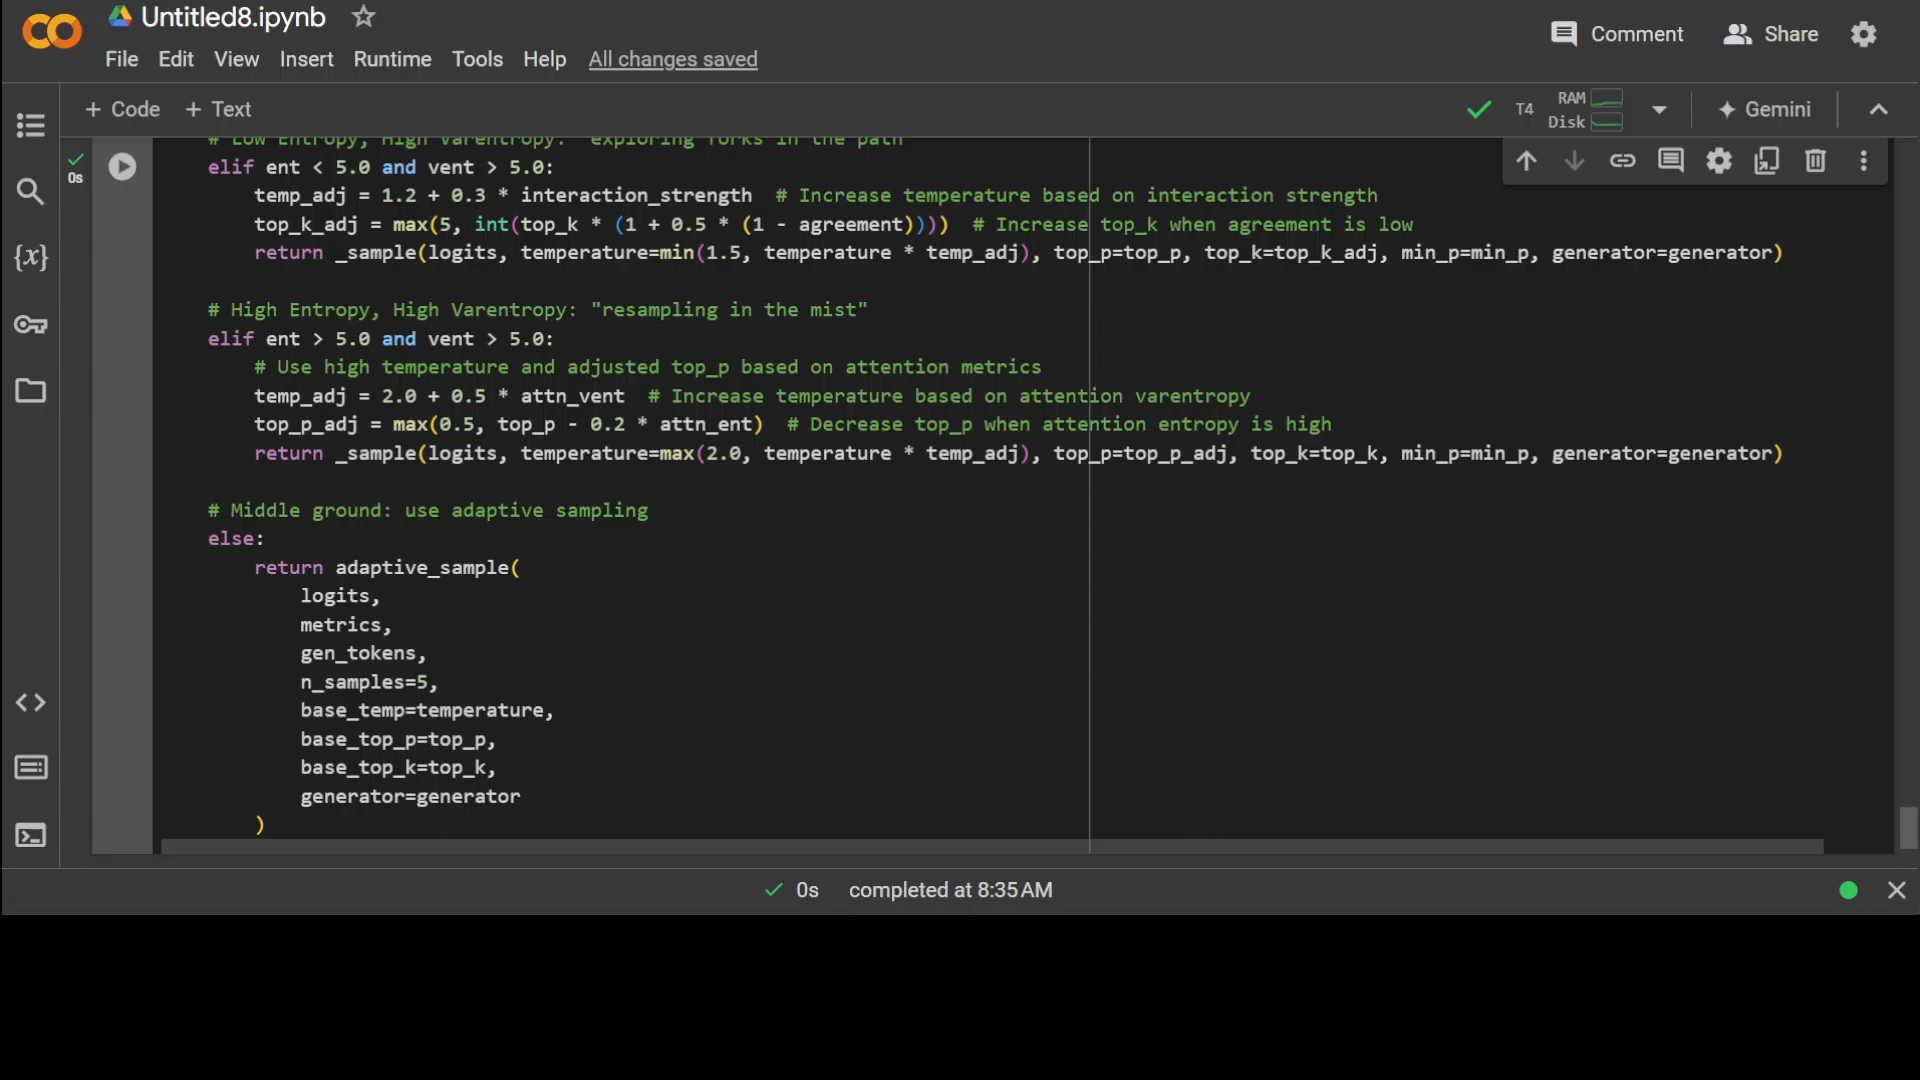 Untitled8.ipynb
Comment
Share
File Edit View Insert Runtime Tools Help All changes saved
+ Code + Text
T4
RAM
Disk
Gemini
# Low Entropy, High Varentropy: "exploring forks in the path"
0s
elif ent < 5.0 and vent > 5.0:
temp_adj = 1.2 + 0.3 * interaction_strength  # Increase temperature based on interaction strength
top_k_adj = max(5, int(top_k * (1 + 0.5 * (1 - agreement))))  # Increase top_k when agreement is low
return _sample(logits, temperature=min(1.5, temperature * temp_adj), top_p=top_p, top_k=top_k_adj, min_p=min_p, generator=generator)
# High Entropy, High Varentropy: "resampling in the mist"
elif ent > 5.0 and vent > 5.0:
# Use high temperature and adjusted top_p based on attention metrics
temp_adj = 2.0 + 0.5 * attn_vent  # Increase temperature based on attention varentropy
top_p_adj = max(0.5, top_p - 0.2 * attn_ent)  # Decrease top_p when attention entropy is high
return _sample(logits, temperature=max(2.0, temperature * temp_adj), top_p=top_p_adj, top_k=top_k, min_p=min_p, generator=generator)
# Middle ground: use adaptive sampling
else:
return adaptive_sample(
logits,
metrics,
gen_tokens,
n_samples=5,
base_temp=temperature,
base_top_p=top_p,
base_top_k=top_k,
generator=generator
)
0s completed at 8:35 AM